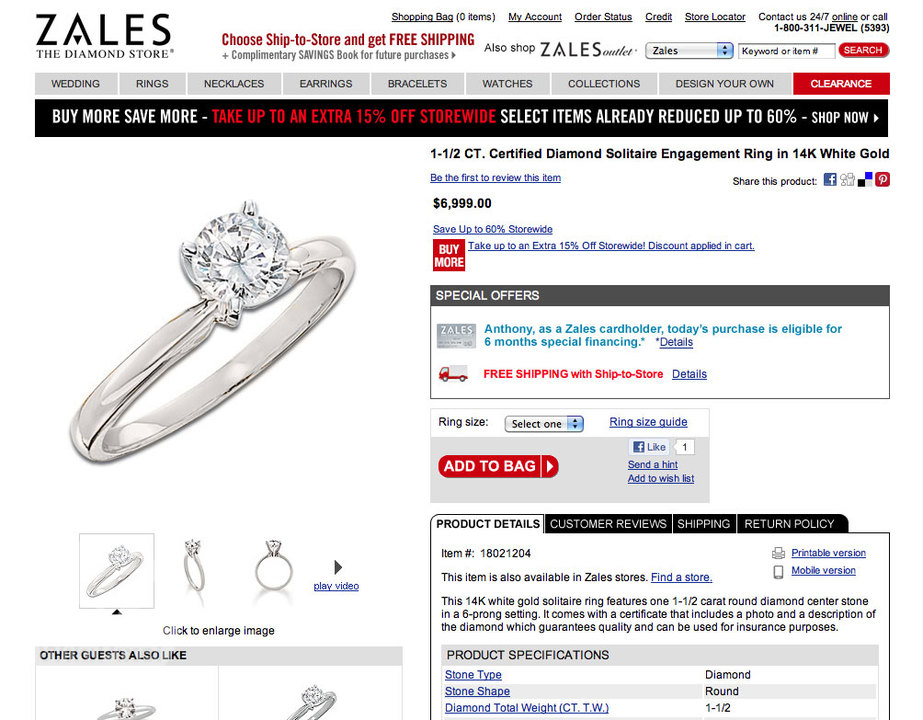 ZALES
THE DIAMOND STORE®
Shopping Bag (0 items) My Account Order Status Credit Store Locator Contact us 24/7 online or call
1-800-311-JEWEL (5393)
Choose Ship-to-Store and get FREE SHIPPING
+ Complimentary SAVINGS Book for future purchases
Also shop ZALES outlet Zales Keyword or item # SEARCH
WEDDING RINGS NECKLACES EARRINGS BRACELETS WATCHES COLLECTIONS DESIGN YOUR OWN CLEARANCE
BUY MORE SAVE MORE - TAKE UP TO AN EXTRA 15% OFF STOREWIDE SELECT ITEMS ALREADY REDUCED UP TO 60% - SHOP NOW
1-1/2 CT. Certified Diamond Solitaire Engagement Ring in 14K White Gold
Be the first to review this item
Share this product:
$6,999.00
Save Up to 60% Storewide
BUY MORE
Take up to an Extra 15% Off Storewide! Discount applied in cart.
SPECIAL OFFERS
ZALES
Anthony, as a Zales cardholder, today's purchase is eligible for
6 months special financing.* *Details
FREE SHIPPING with Ship-to-Store Details
Ring size: Select one Ring size guide
Like 1
ADD TO BAG
Send a hint
Add to wish list
play video
Click to enlarge image
OTHER GUESTS ALSO LIKE
PRODUCT DETAILS CUSTOMER REVIEWS SHIPPING RETURN POLICY
Item #: 18021204
Printable version
Mobile version
This item is also available in Zales stores. Find a store.
This 14K white gold solitaire ring features one 1-1/2 carat round diamond center stone
in a 6-prong setting. It comes with a certificate that includes a photo and a description of
the diamond which guarantees quality and can be used for insurance purposes.
PRODUCT SPECIFICATIONS
Stone Type Diamond
Stone Shape Round
Diamond Total Weight (CT. T.W.) 1-1/2